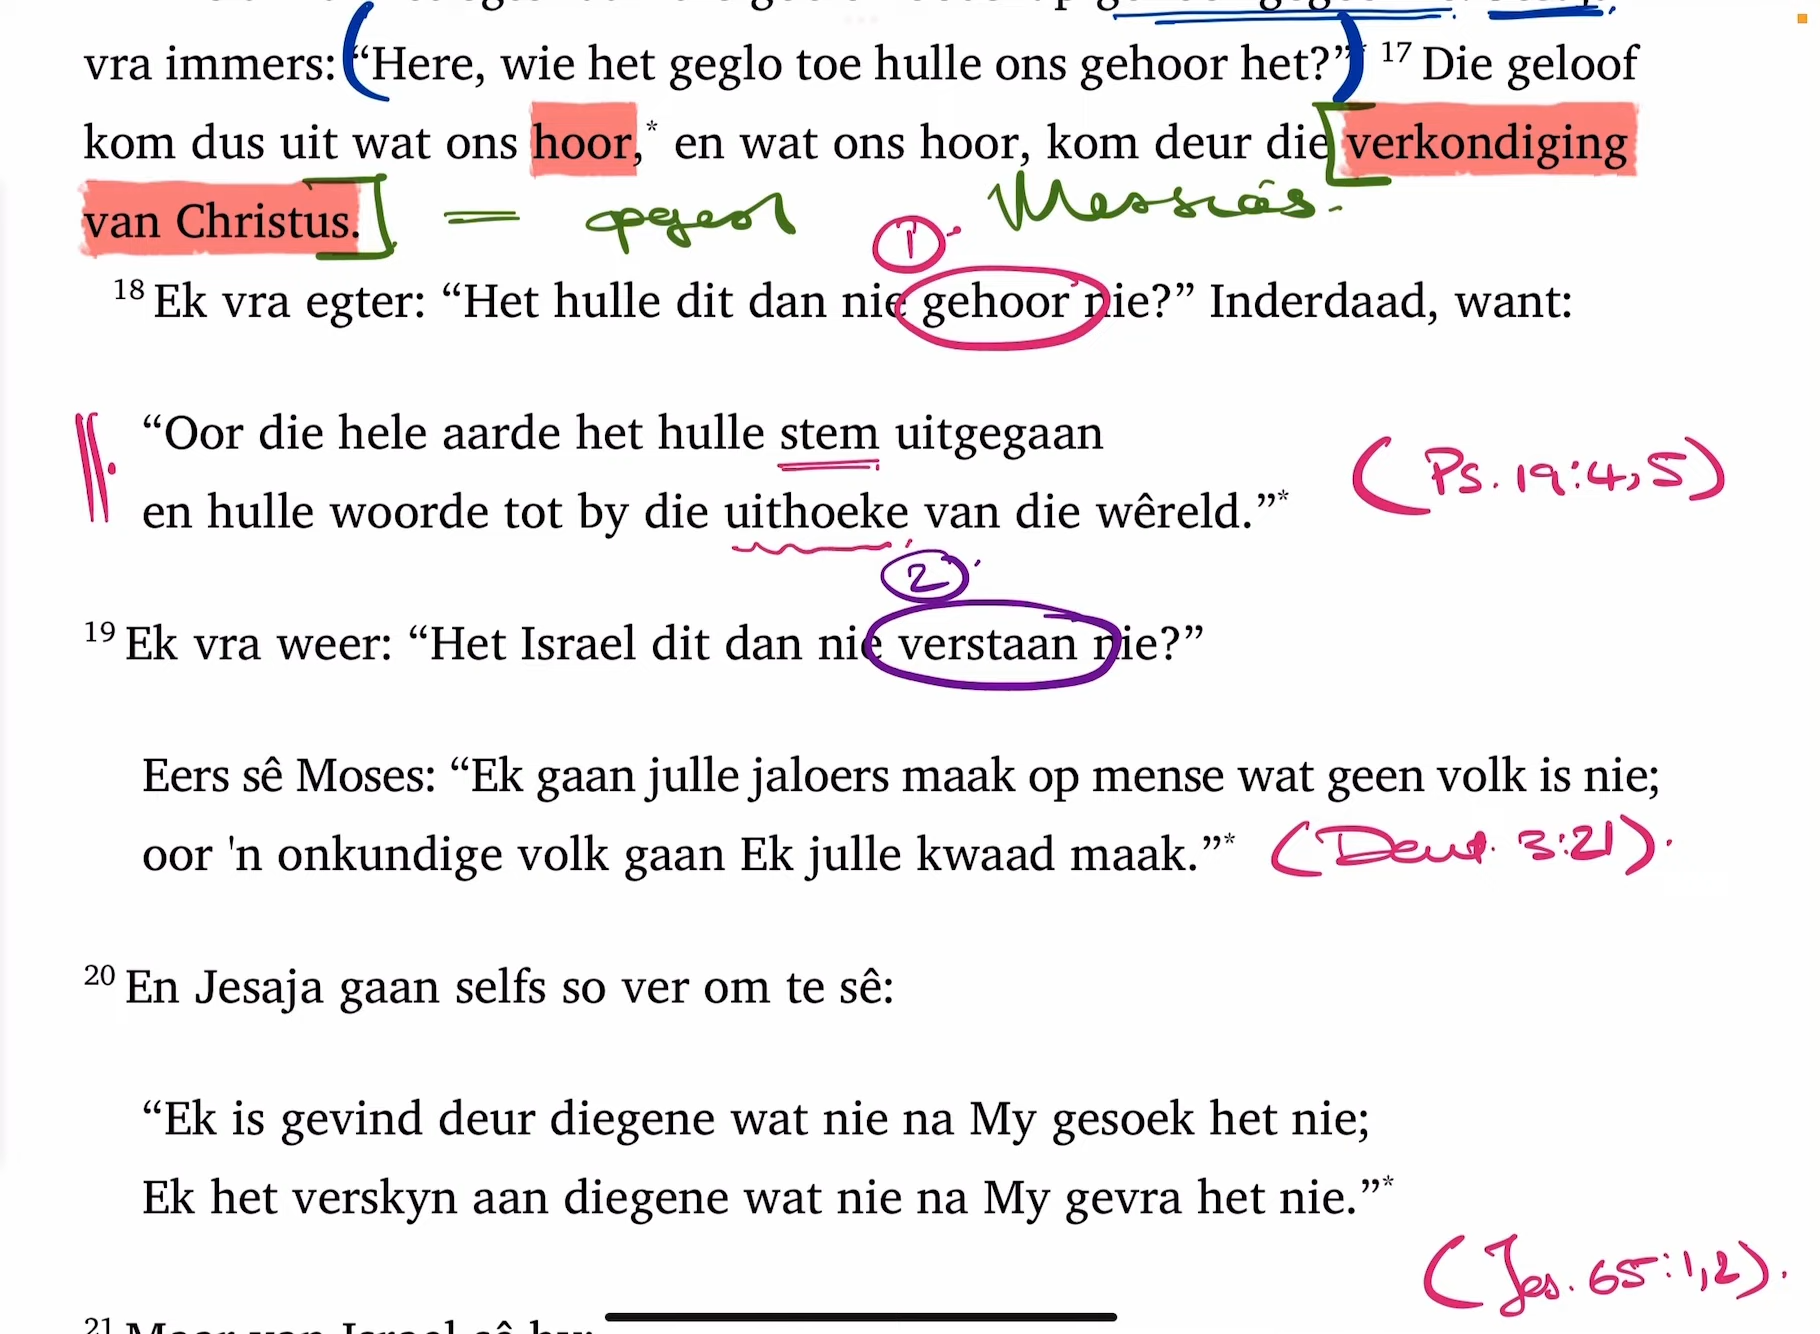 vra immers: “Here, wie het geglo toe hulle ons gehoor het?” 17 Die geloof
kom dus uit wat ons hoor,* en wat ons hoor, kom deur die verkondiging
van Christus. = Messias.
1
18 Ek vra egter: “Het hulle dit dan nie gehoor nie?” Inderdaad, want:
“Oor die hele aarde het hulle stem uitgegaan
en hulle woorde tot by die uithoeke van die wêreld.”* (Ps. 19:4,5)
2
19 Ek vra weer: “Het Israel dit dan nie verstaan nie?”
Eers sê Moses: “Ek gaan julle jaloers maak op mense wat geen volk is nie;
oor 'n onkundige volk gaan Ek julle kwaad maak.”* (Deut. 3:21).
20 En Jesaja gaan selfs so ver om te sê:
“Ek is gevind deur diegene wat nie na My gesoek het nie;
Ek het verskyn aan diegene wat nie na My gevra het nie.”*
(Jes. 65:1,2).
21